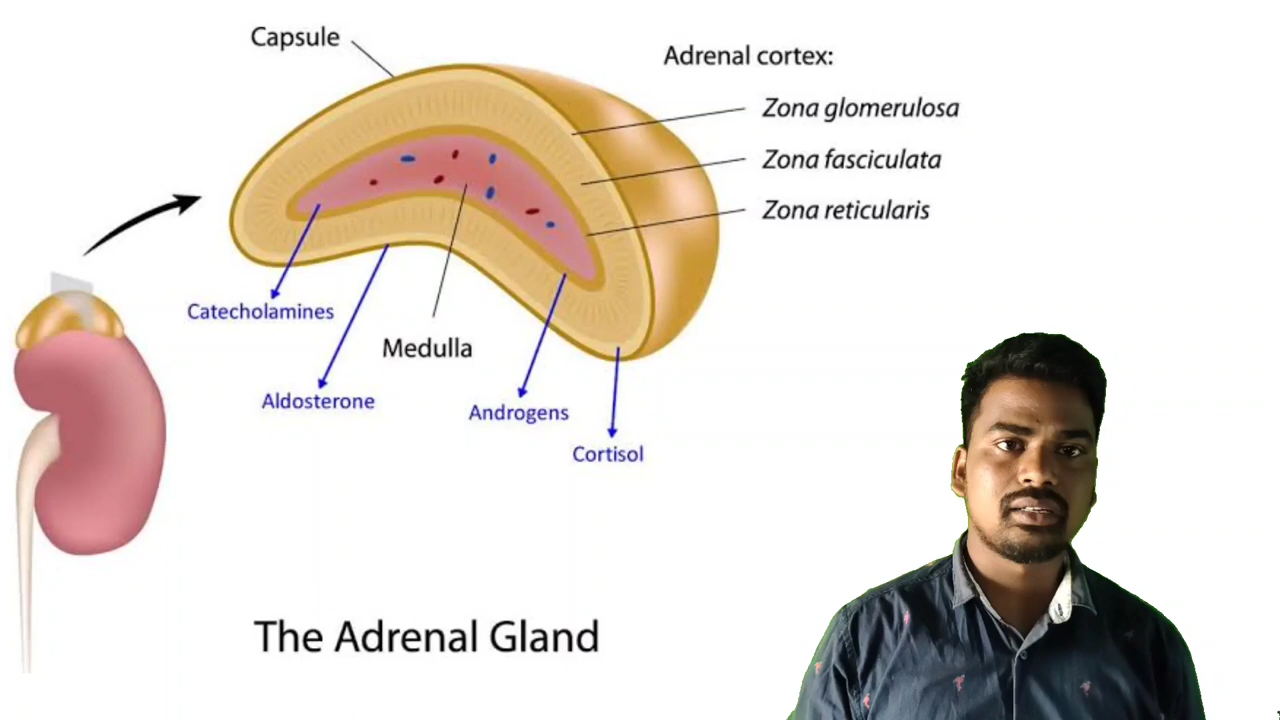 Capsule
Adrenal cortex:
Zona glomerulosa
Zona fasciculata
Zona reticularis
Catecholamines
Medulla
Aldosterone
Androgens
Cortisol
The Adrenal Gland